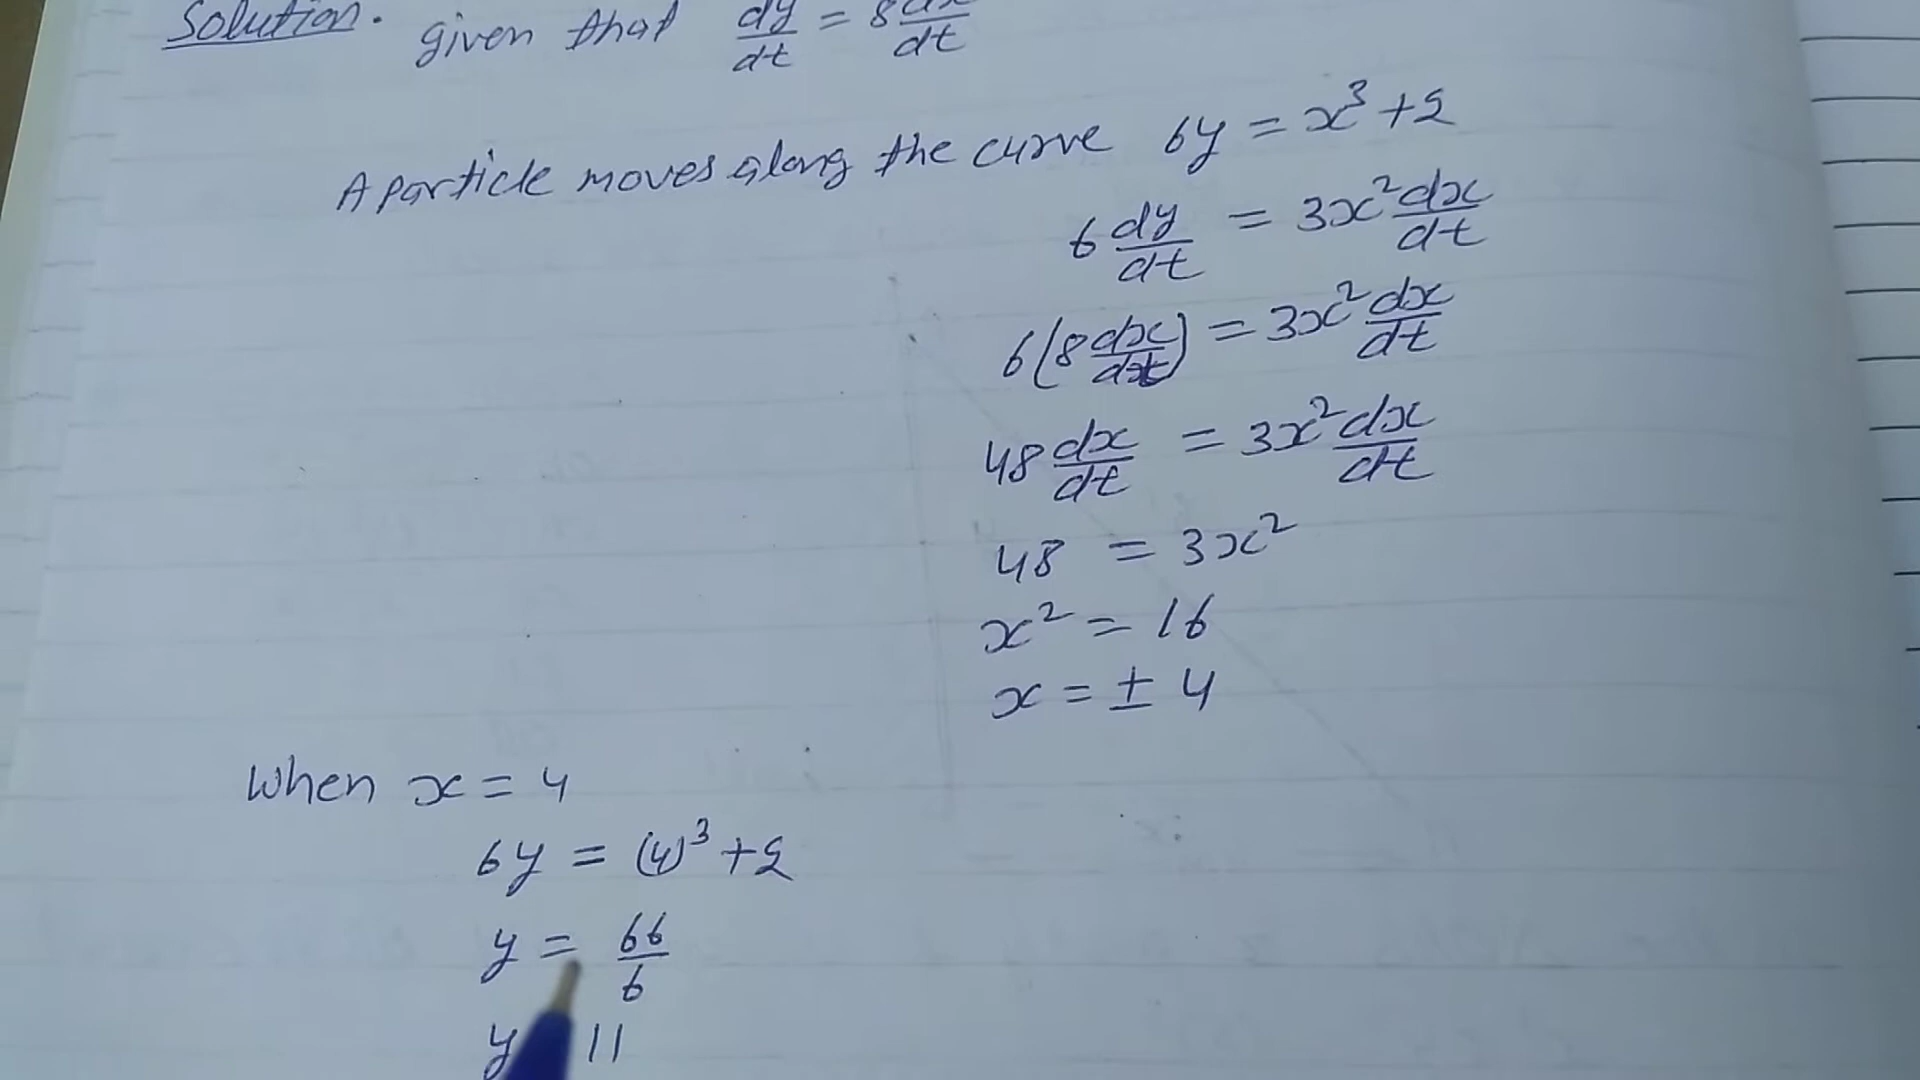 Solution. given that dy/dt = 8dx/dt
A particle moves along the curve 6y = x³+2
6 dy/dt = 3x² dx/dt
6(8 dx/dt) = 3x² dx/dt
48 dx/dt = 3x² dx/dt
48 = 3x²
x² = 16
x = ± 4
When x = 4
6y = (4)³ +2
y = 66/6
y 11